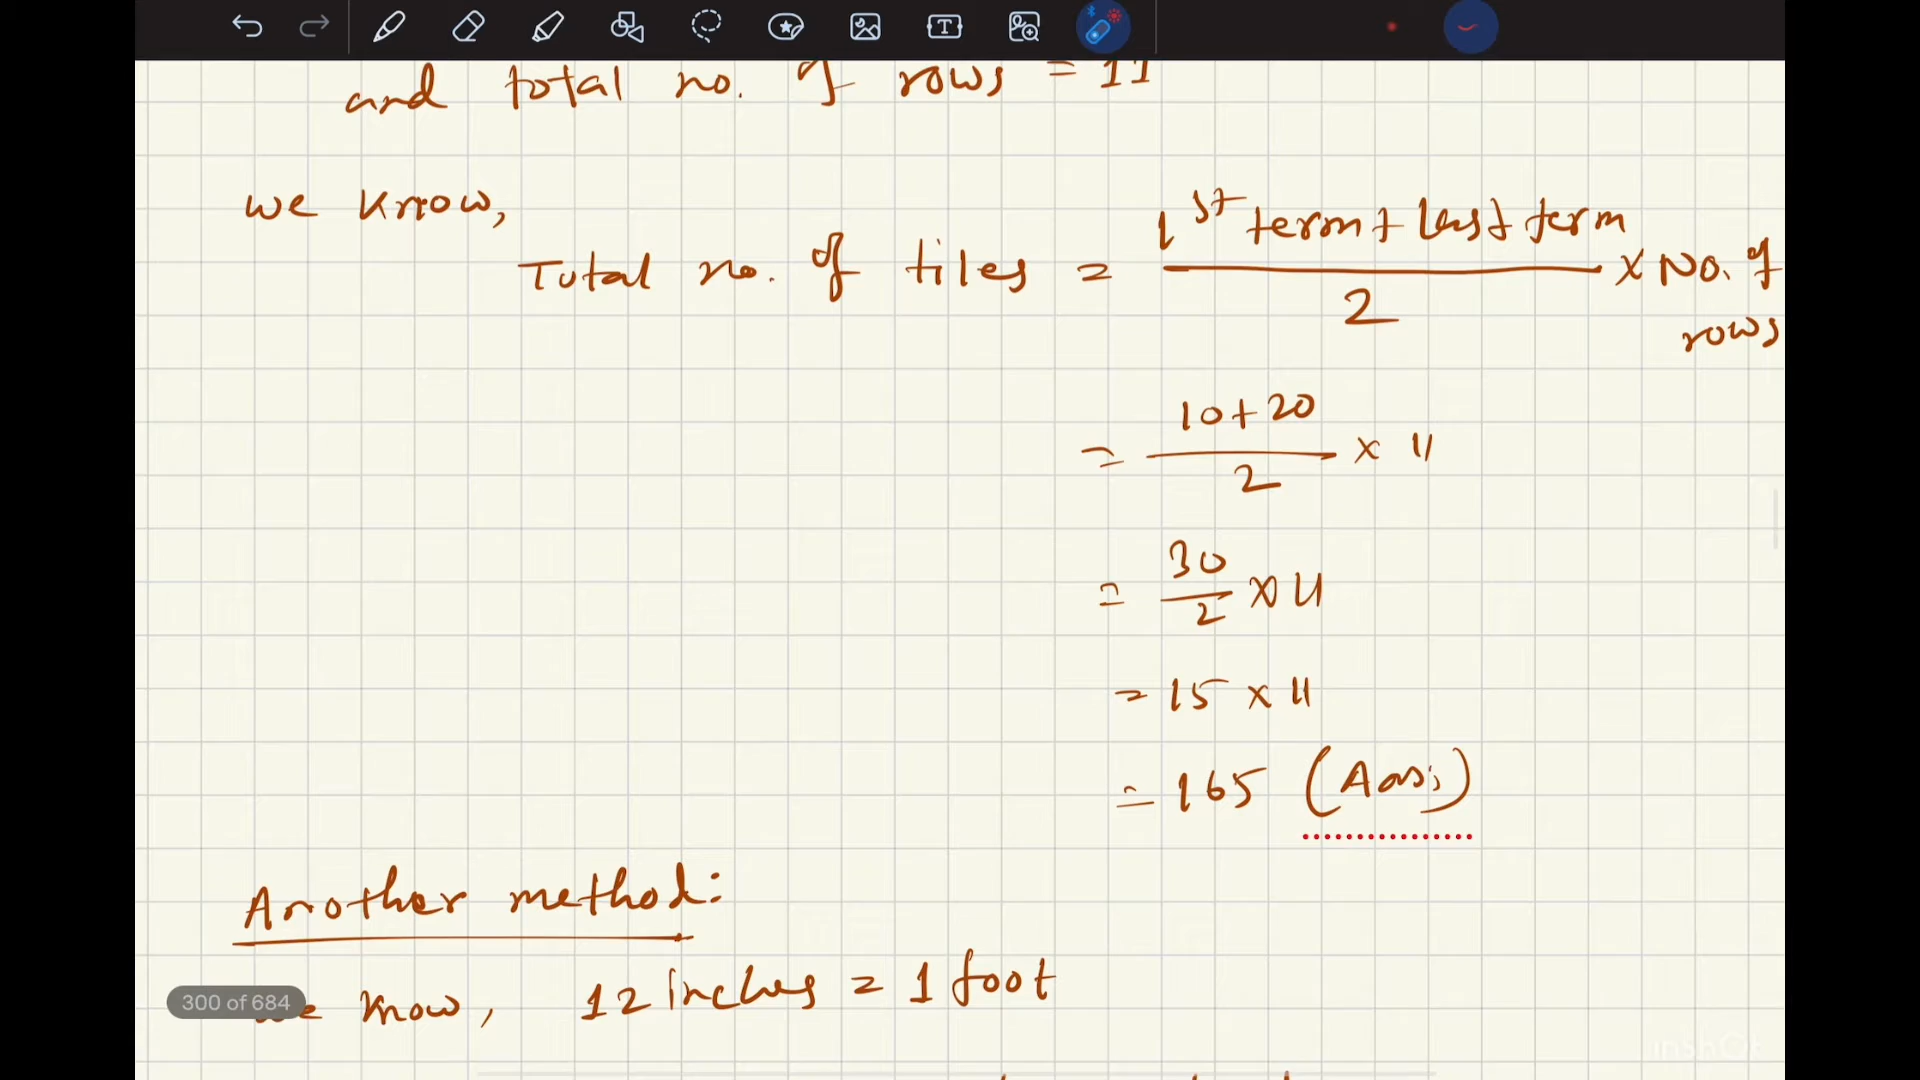 and total no. of rows = 11
we know,
Total no. of tiles = 1st term + last term / 2 × No. of rows
= 10+20 / 2 × 11
= 30 / 2 × 11
= 15 × 11
= 165 (Ans:)
Another method:
we know, 12 inches = 1 foot
300 of 684